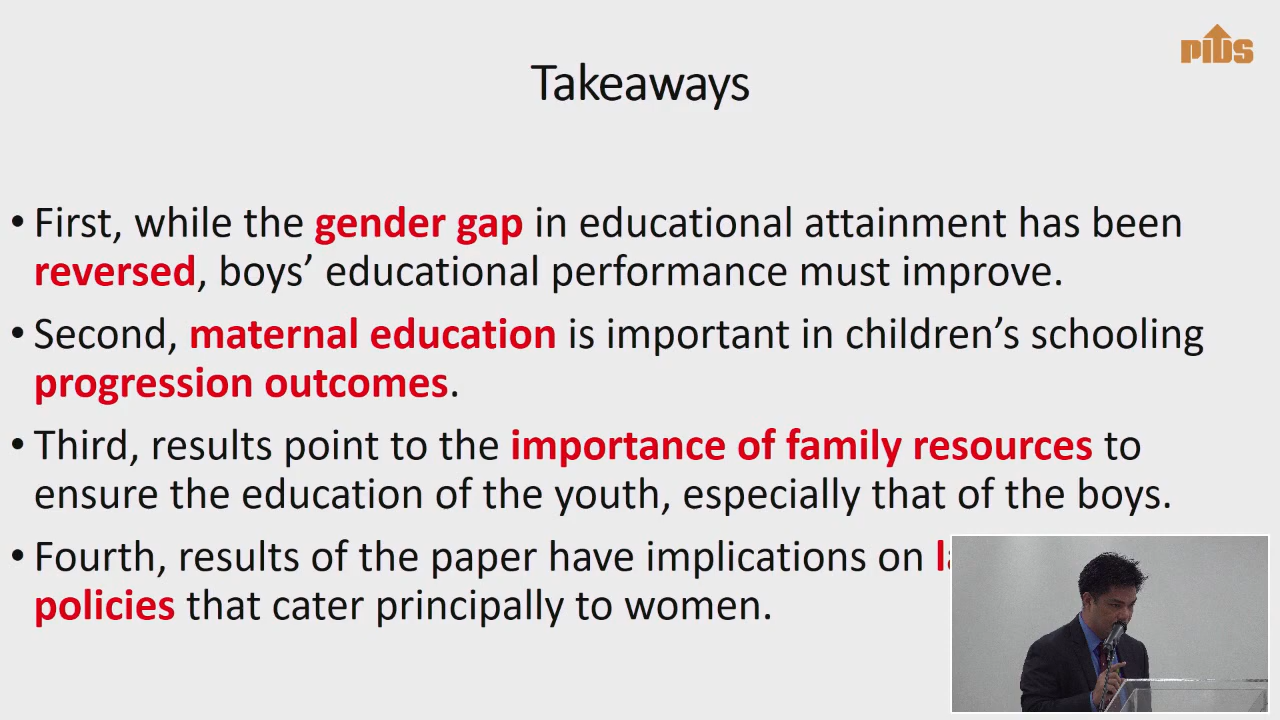 PIDS
Takeaways
• First, while the gender gap in educational attainment has been
reversed, boys’ educational performance must improve.
• Second, maternal education is important in children’s schooling
progression outcomes.
• Third, results point to the importance of family resources to
ensure the education of the youth, especially that of the boys.
• Fourth, results of the paper have implications on
policies that cater principally to women.